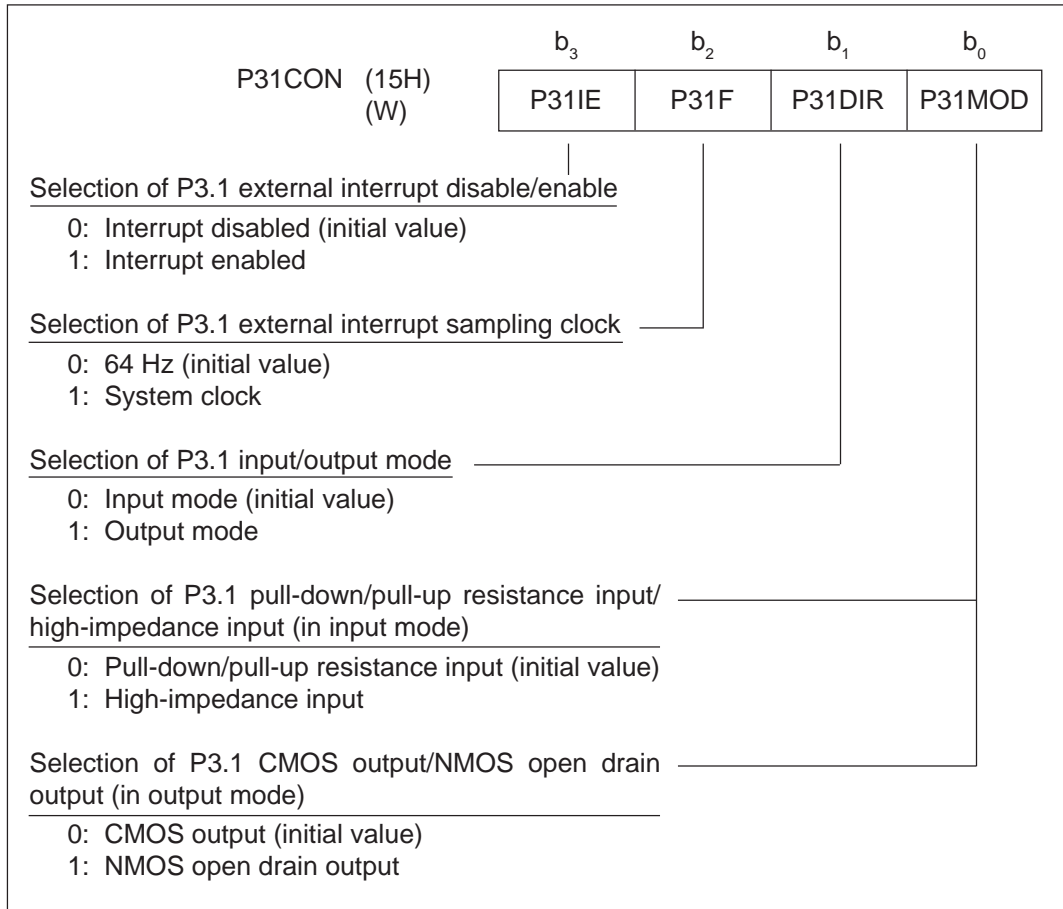 b3 b2 b1 b0
P31CON (15H)
(W)
P31IE P31F P31DIR P31MOD
Selection of P3.1 external interrupt disable/enable
0: Interrupt disabled (initial value)
1: Interrupt enabled
Selection of P3.1 external interrupt sampling clock
0: 64 Hz (initial value)
1: System clock
Selection of P3.1 input/output mode
0: Input mode (initial value)
1: Output mode
Selection of P3.1 pull-down/pull-up resistance input/
high-impedance input (in input mode)
0: Pull-down/pull-up resistance input (initial value)
1: High-impedance input
Selection of P3.1 CMOS output/NMOS open drain
output (in output mode)
0: CMOS output (initial value)
1: NMOS open drain output